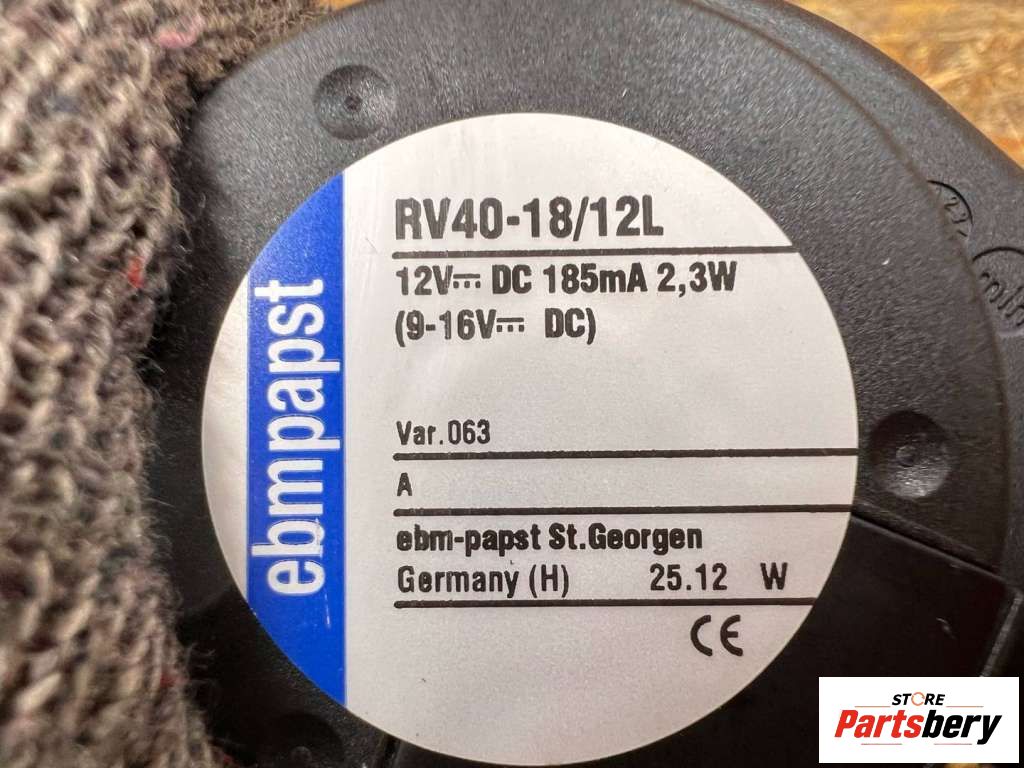 RV40-18/12L
12V⎓ DC 185mA 2,3W
(9-16V⎓ DC)
Var.063
A
ebm-papst St.Georgen
Germany (H) 25.12 W
CE
ebmpapst
STORE
Partsbery